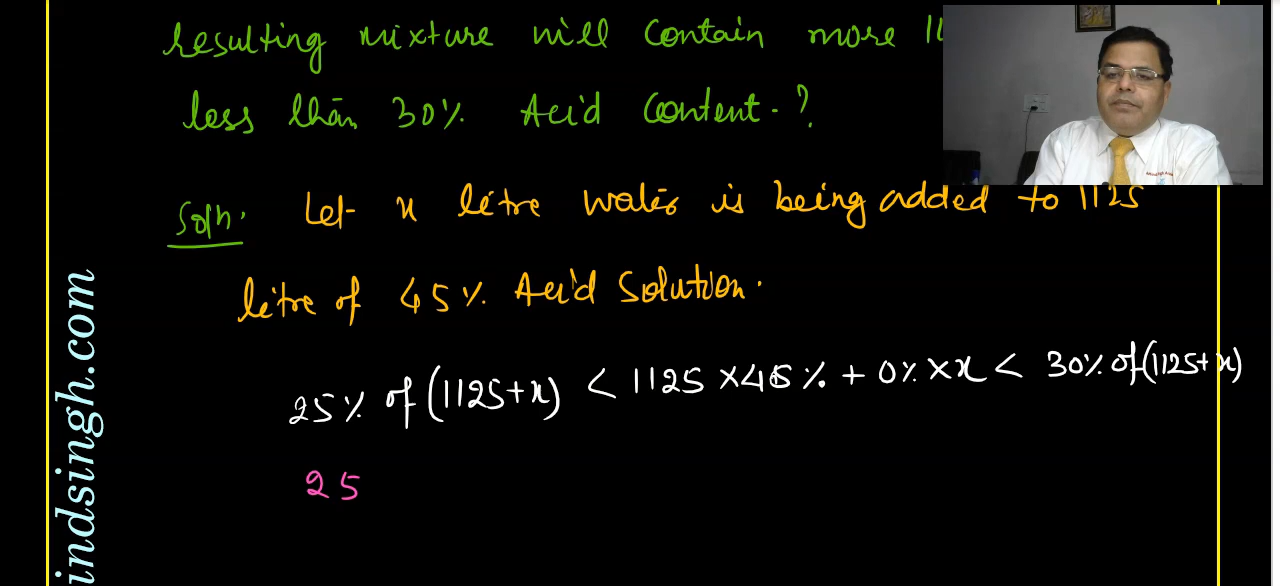 resulting mixture will contain more
less than 30% Acid Content.?
Soln. Let x litre water is being added to 1125
litre of 45% Acid Solution.
25% of (1125+x) < 1125 × 45% + 0% × x < 30% of (1125+x)
25
indsingh.com